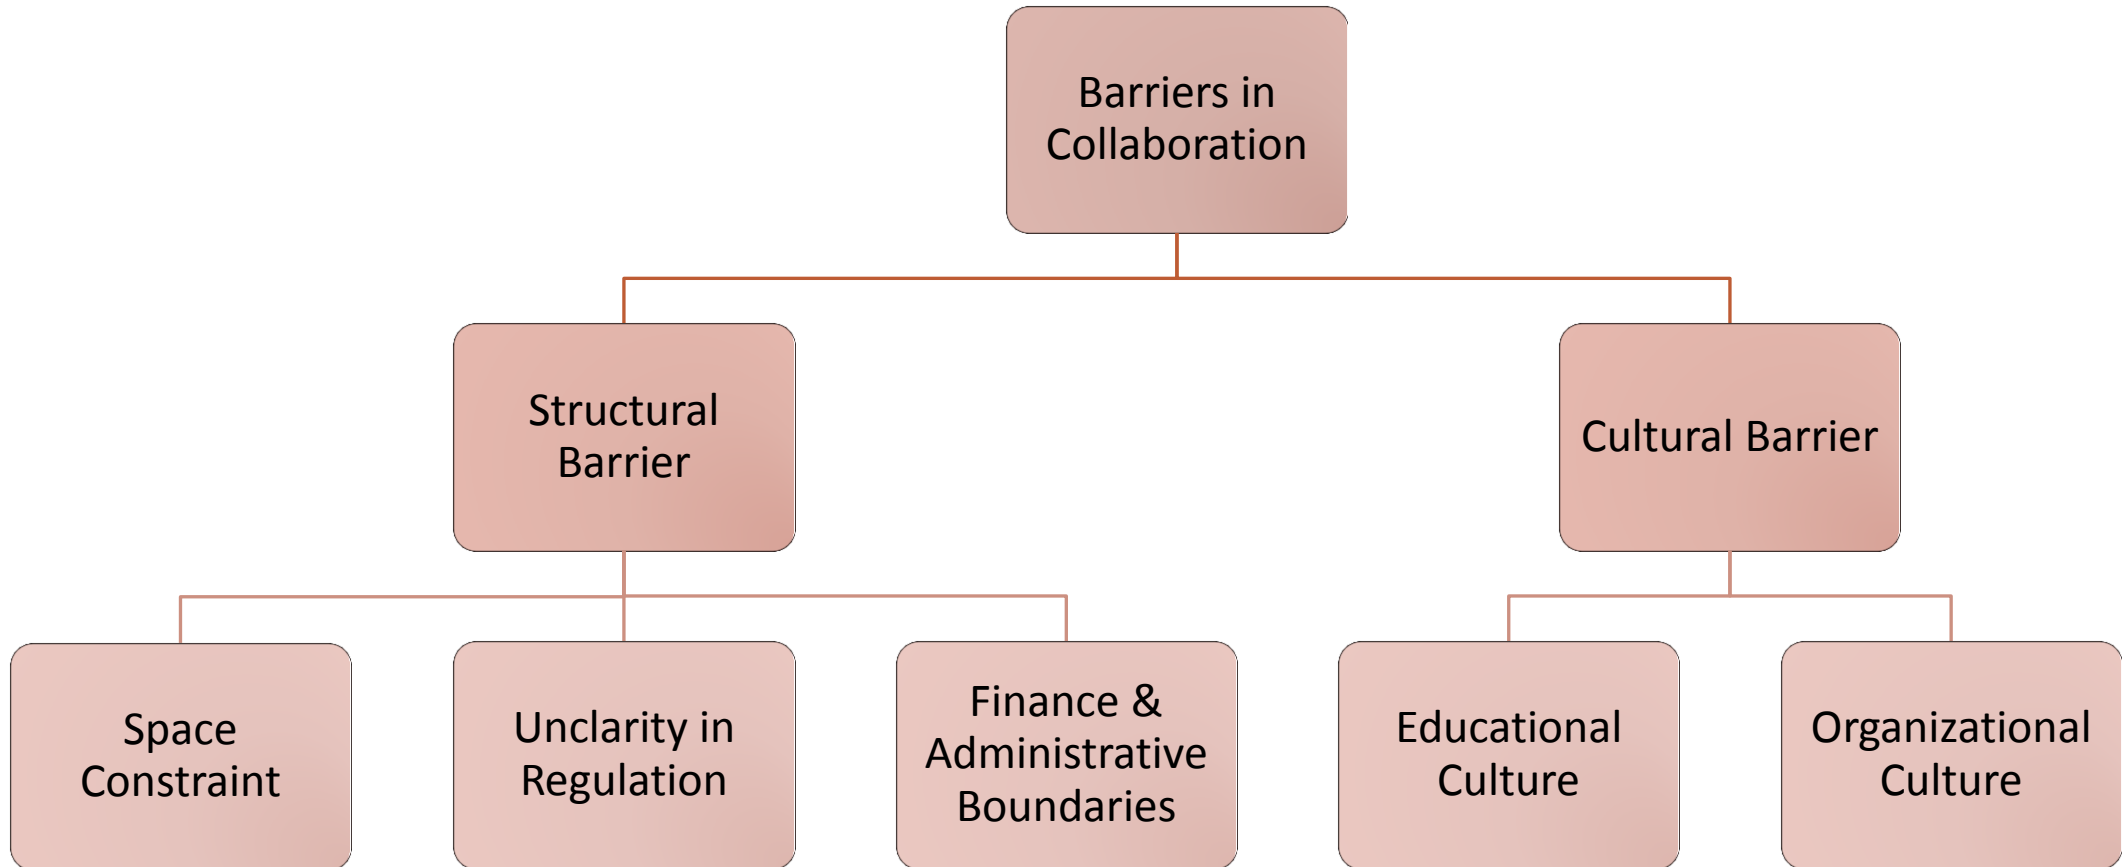 Barriers in
Collaboration
Structural
Barrier
Cultural Barrier
Space
Constraint
Unclarity in
Regulation
Finance &
Administrative
Boundaries
Educational
Culture
Organizational
Culture